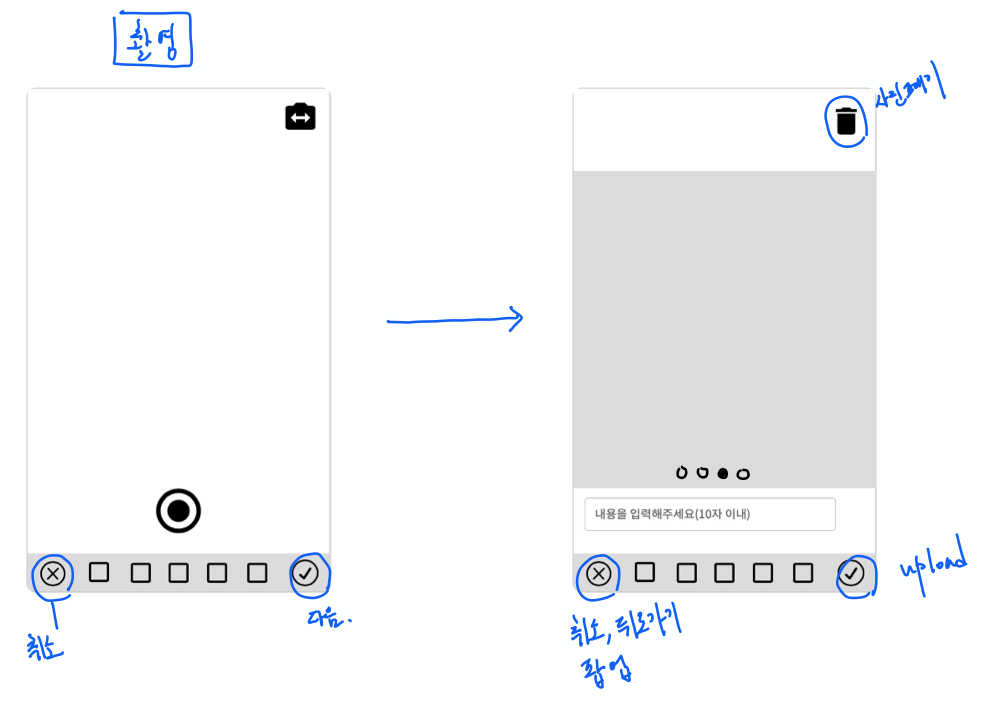 촬영
사진제거
내용을 입력해주세요(10자 이내)
upload
다음.
취소
취소, 뒤로가기
팝업